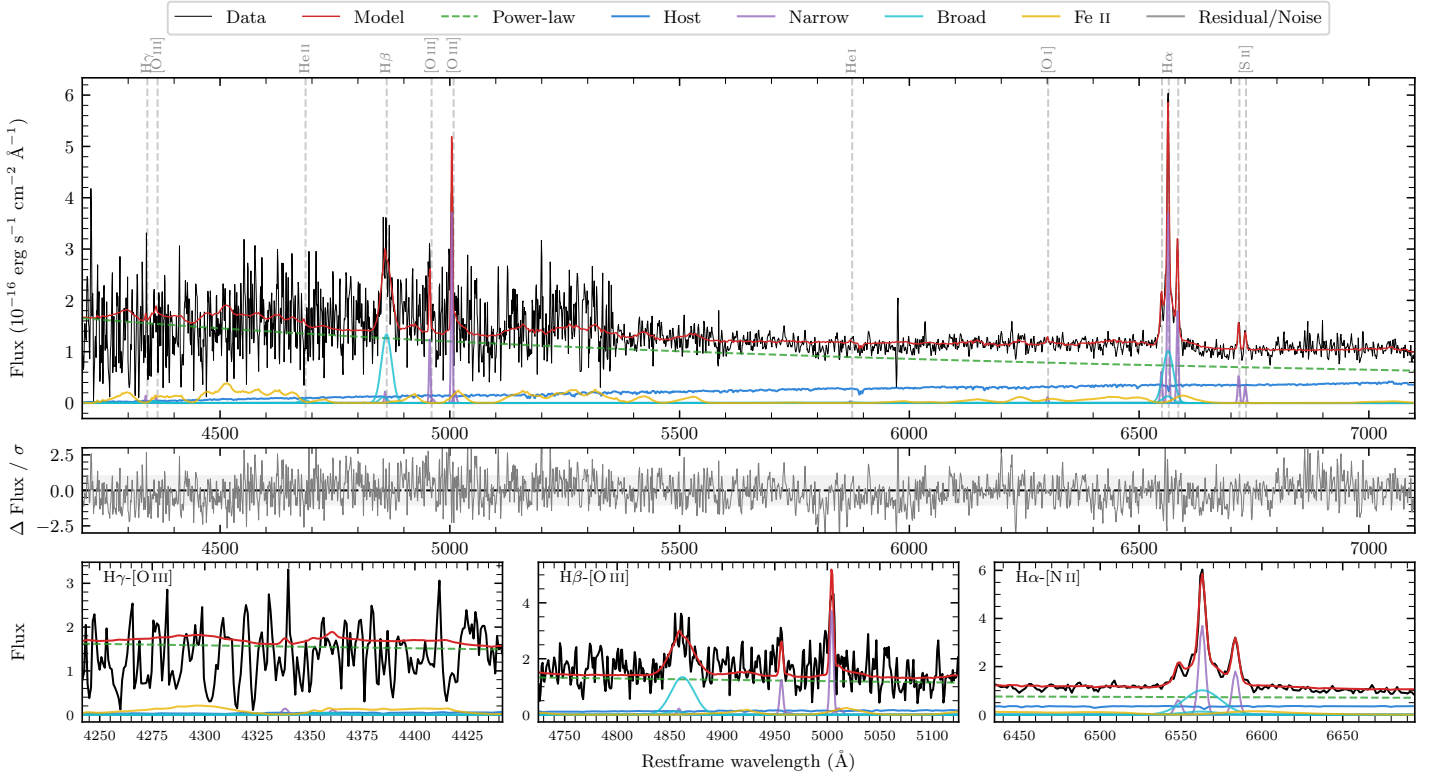 Data Model Power-law Host Narrow Broad Fe II Residual/Noise
Hγ [O III] He II Hβ [O III] [O III] He I [O I] Hα [S II]
Flux (10⁻¹⁶ erg s⁻¹ cm⁻² Å⁻¹)
6
5
4
3
2
1
0
4500 5000 5500 6000 6500 7000
Δ Flux / σ
2.5
0.0
−2.5
4500 5000 5500 6000 6500 7000
Flux
Hγ-[O III]
3
2
1
0
4250 4275 4300 4325 4350 4375 4400 4425
Hβ-[O III]
4
2
0
4750 4800 4850 4900 4950 5000 5050 5100
Hα-[N II]
6
4
2
0
6450 6500 6550 6600 6650
Restframe wavelength (Å)